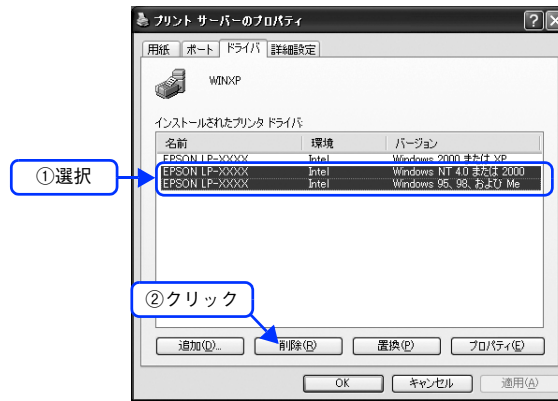 プリント サーバーのプロパティ
用紙 ポート ドライバ 詳細設定
WINXP
インストールされたプリンタ ドライバ:
名前 環境 バージョン
EPSON LP-XXXX Intel Windows 2000 または XP
EPSON LP-XXXX Intel Windows NT 4.0 または 2000
EPSON LP-XXXX Intel Windows 95、98、および Me
①選択
②クリック
追加(D)... 削除(R) 置換(P) プロパティ(E)
OK キャンセル 適用(A)